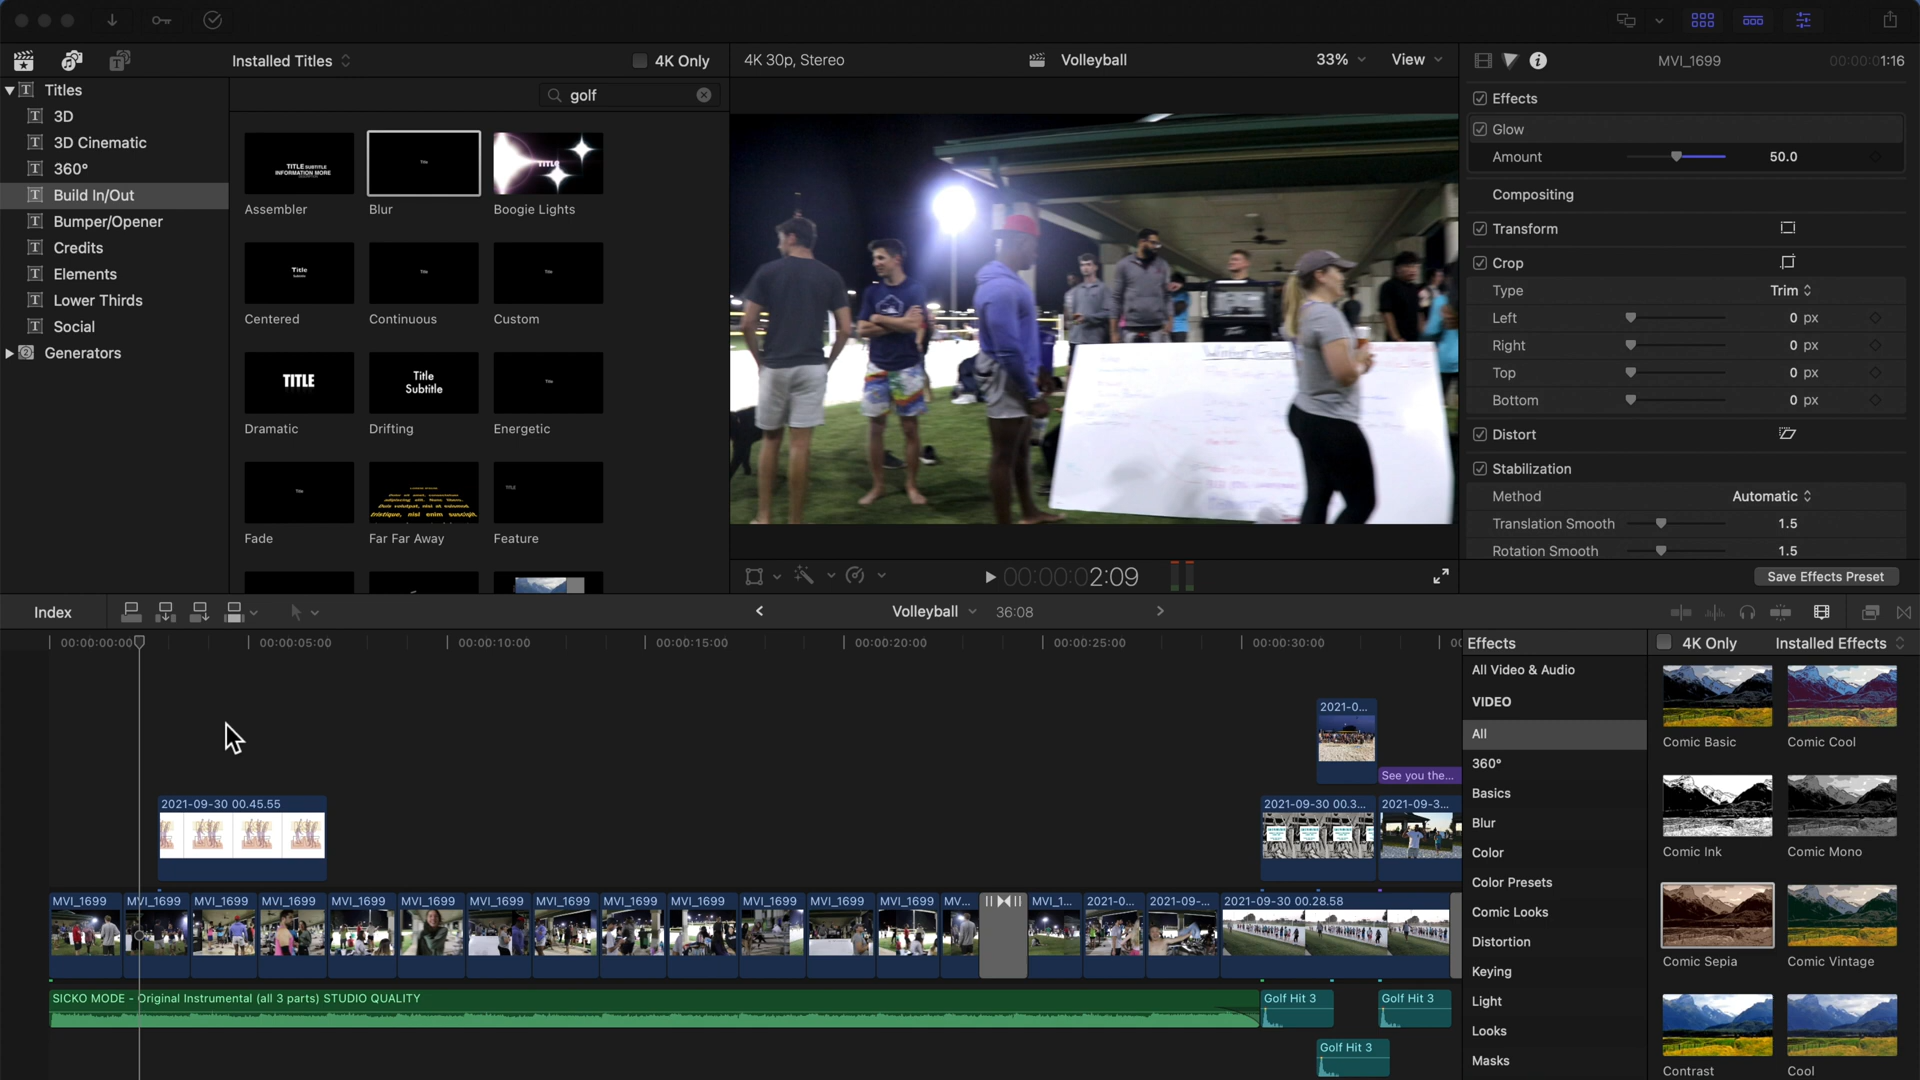 Installed Titles
4K Only
4K 30p, Stereo
Volleyball
33%
View
MVI_1699
00:00:01:16
Titles
3D
3D Cinematic
360°
Build In/Out
Bumper/Opener
Credits
Elements
Lower Thirds
Social
Generators
golf
TITLE SUBTITLE
INFORMATION MORE
Title
TITLE
Assembler
Blur
Boogie Lights
Title
Title
Title
Centered
Continuous
Custom
TITLE
Title
Subtitle
Title
Dramatic
Drifting
Energetic
Title
TITLE
Fade
Far Far Away
Feature
Effects
Glow
Amount
50.0
Compositing
Transform
Crop
Type
Trim
Left
0 px
Right
0 px
Top
0 px
Bottom
0 px
Distort
Stabilization
Method
Automatic
Translation Smooth
1.5
Rotation Smooth
1.5
Save Effects Preset
00:00:02:09
Index
Volleyball
36:08
00:00:00:00
00:00:05:00
00:00:10:00
00:00:15:00
00:00:20:00
00:00:25:00
00:00:30:00
2021-0...
See you the...
2021-09-30 00.45.55
2021-09-30 00.3...
2021-09-3...
MVI_1699
MVI_1699
MVI_1699
MVI_1699
MVI_1699
MVI_1699
MVI_1699
MVI_1699
MVI_1699
MVI_1699
MVI_1699
MVI_1699
MVI_1699
MV...
MVI_1...
2021-0...
2021-09-...
2021-09-30 00.28.58
SICKO MODE - Original Instrumental (all 3 parts) STUDIO QUALITY
Golf Hit 3
Golf Hit 3
Golf Hit 3
Effects
4K Only
Installed Effects
All Video & Audio
VIDEO
All
360°
Basics
Blur
Color
Color Presets
Comic Looks
Distortion
Keying
Light
Looks
Masks
Comic Basic
Comic Cool
Comic Ink
Comic Mono
Comic Sepia
Comic Vintage
Contrast
Cool